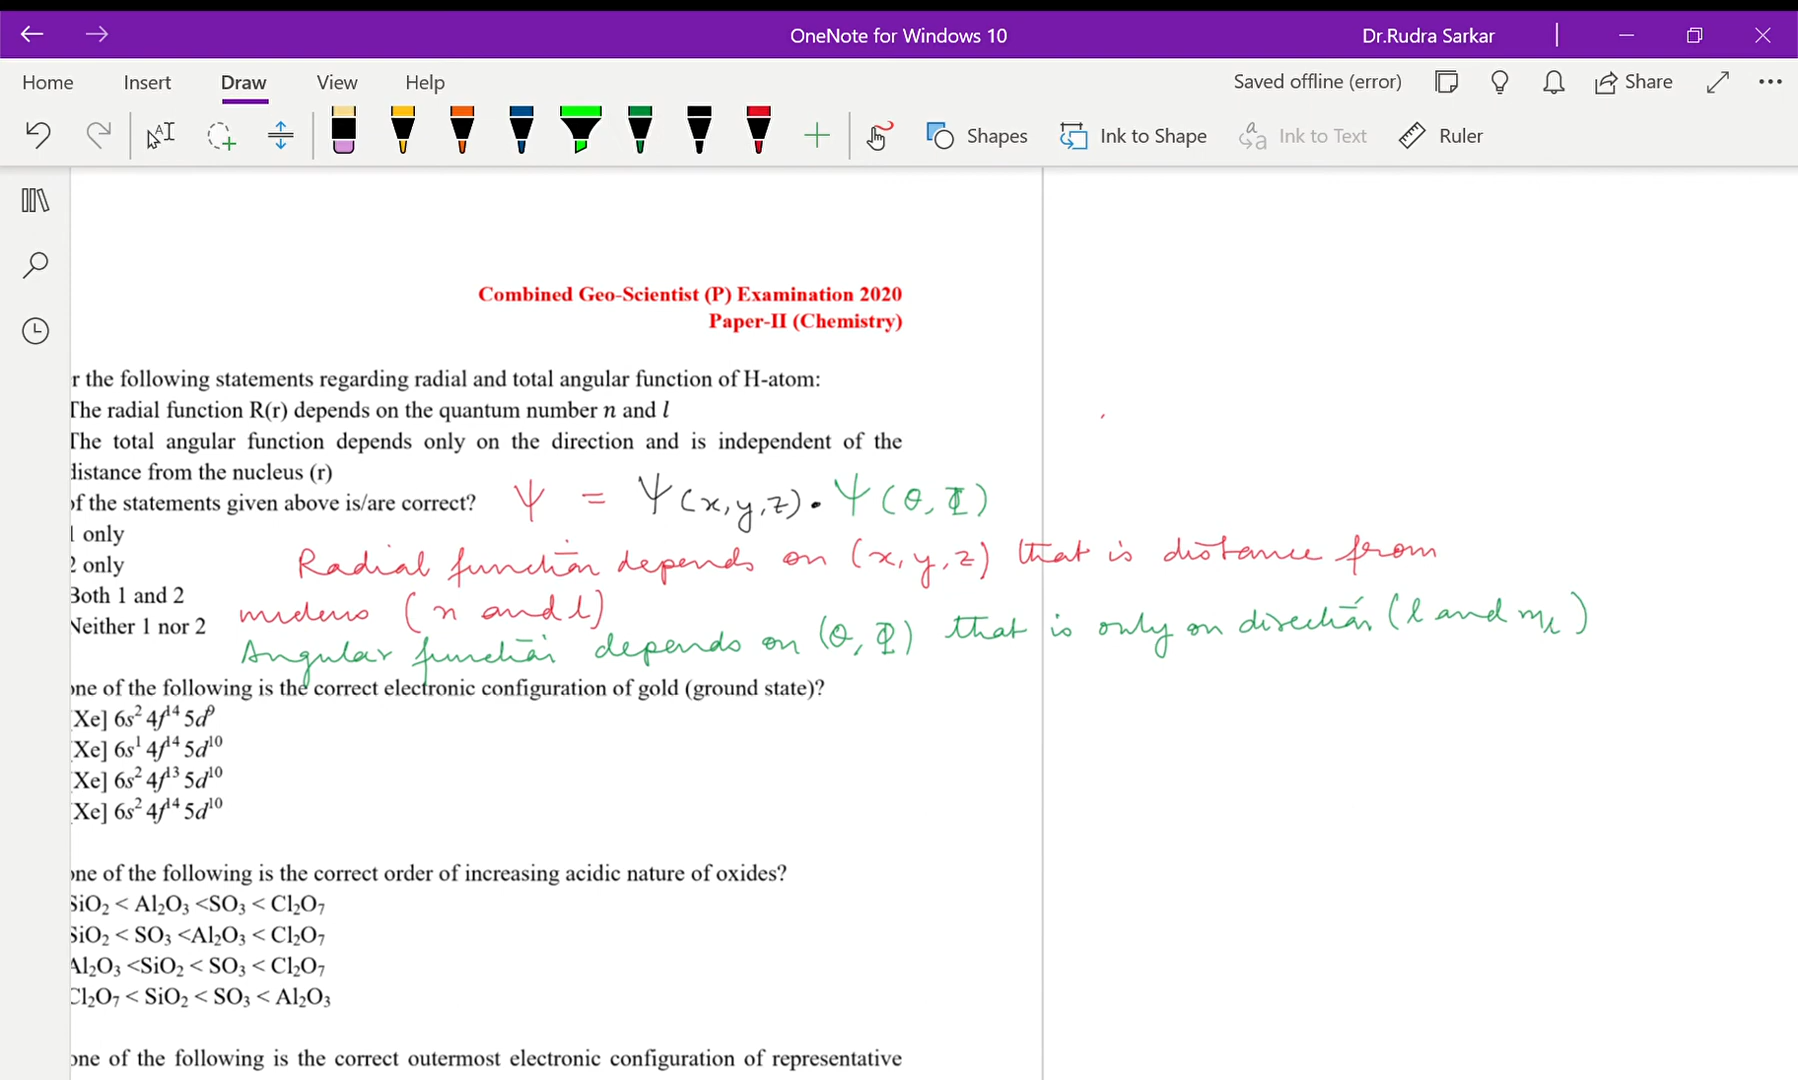 OneNote for Windows 10
Dr.Rudra Sarkar
Home Insert Draw View Help
Saved offline (error)
Share
Shapes
Ink to Shape
Ink to Text
Ruler
Combined Geo-Scientist (P) Examination 2020
Paper-II (Chemistry)
r the following statements regarding radial and total angular function of H-atom:
The radial function R(r) depends on the quantum number n and l
The total angular function depends only on the direction and is independent of the
distance from the nucleus (r)
of the statements given above is/are correct? Ψ = Ψ(x,y,z) • Ψ(θ, Φ)
1 only
Radial function depends on (x, y, z) that is distance from
2 only
Both 1 and 2
nucleus (n and l)
Neither 1 nor 2
Angular function depends on (θ, Φ) that is only on direction (l and mₗ)
one of the following is the correct electronic configuration of gold (ground state)?
[Xe] 6s² 4f¹⁴ 5d⁹
[Xe] 6s¹ 4f¹⁴ 5d¹⁰
[Xe] 6s² 4f¹³ 5d¹⁰
[Xe] 6s² 4f¹⁴ 5d¹⁰
one of the following is the correct order of increasing acidic nature of oxides?
SiO₂ < Al₂O₃ <SO₃ < Cl₂O₇
SiO₂ < SO₃ <Al₂O₃ < Cl₂O₇
Al₂O₃ <SiO₂ < SO₃ < Cl₂O₇
Cl₂O₇ < SiO₂ < SO₃ < Al₂O₃
one of the following is the correct outermost electronic configuration of representative